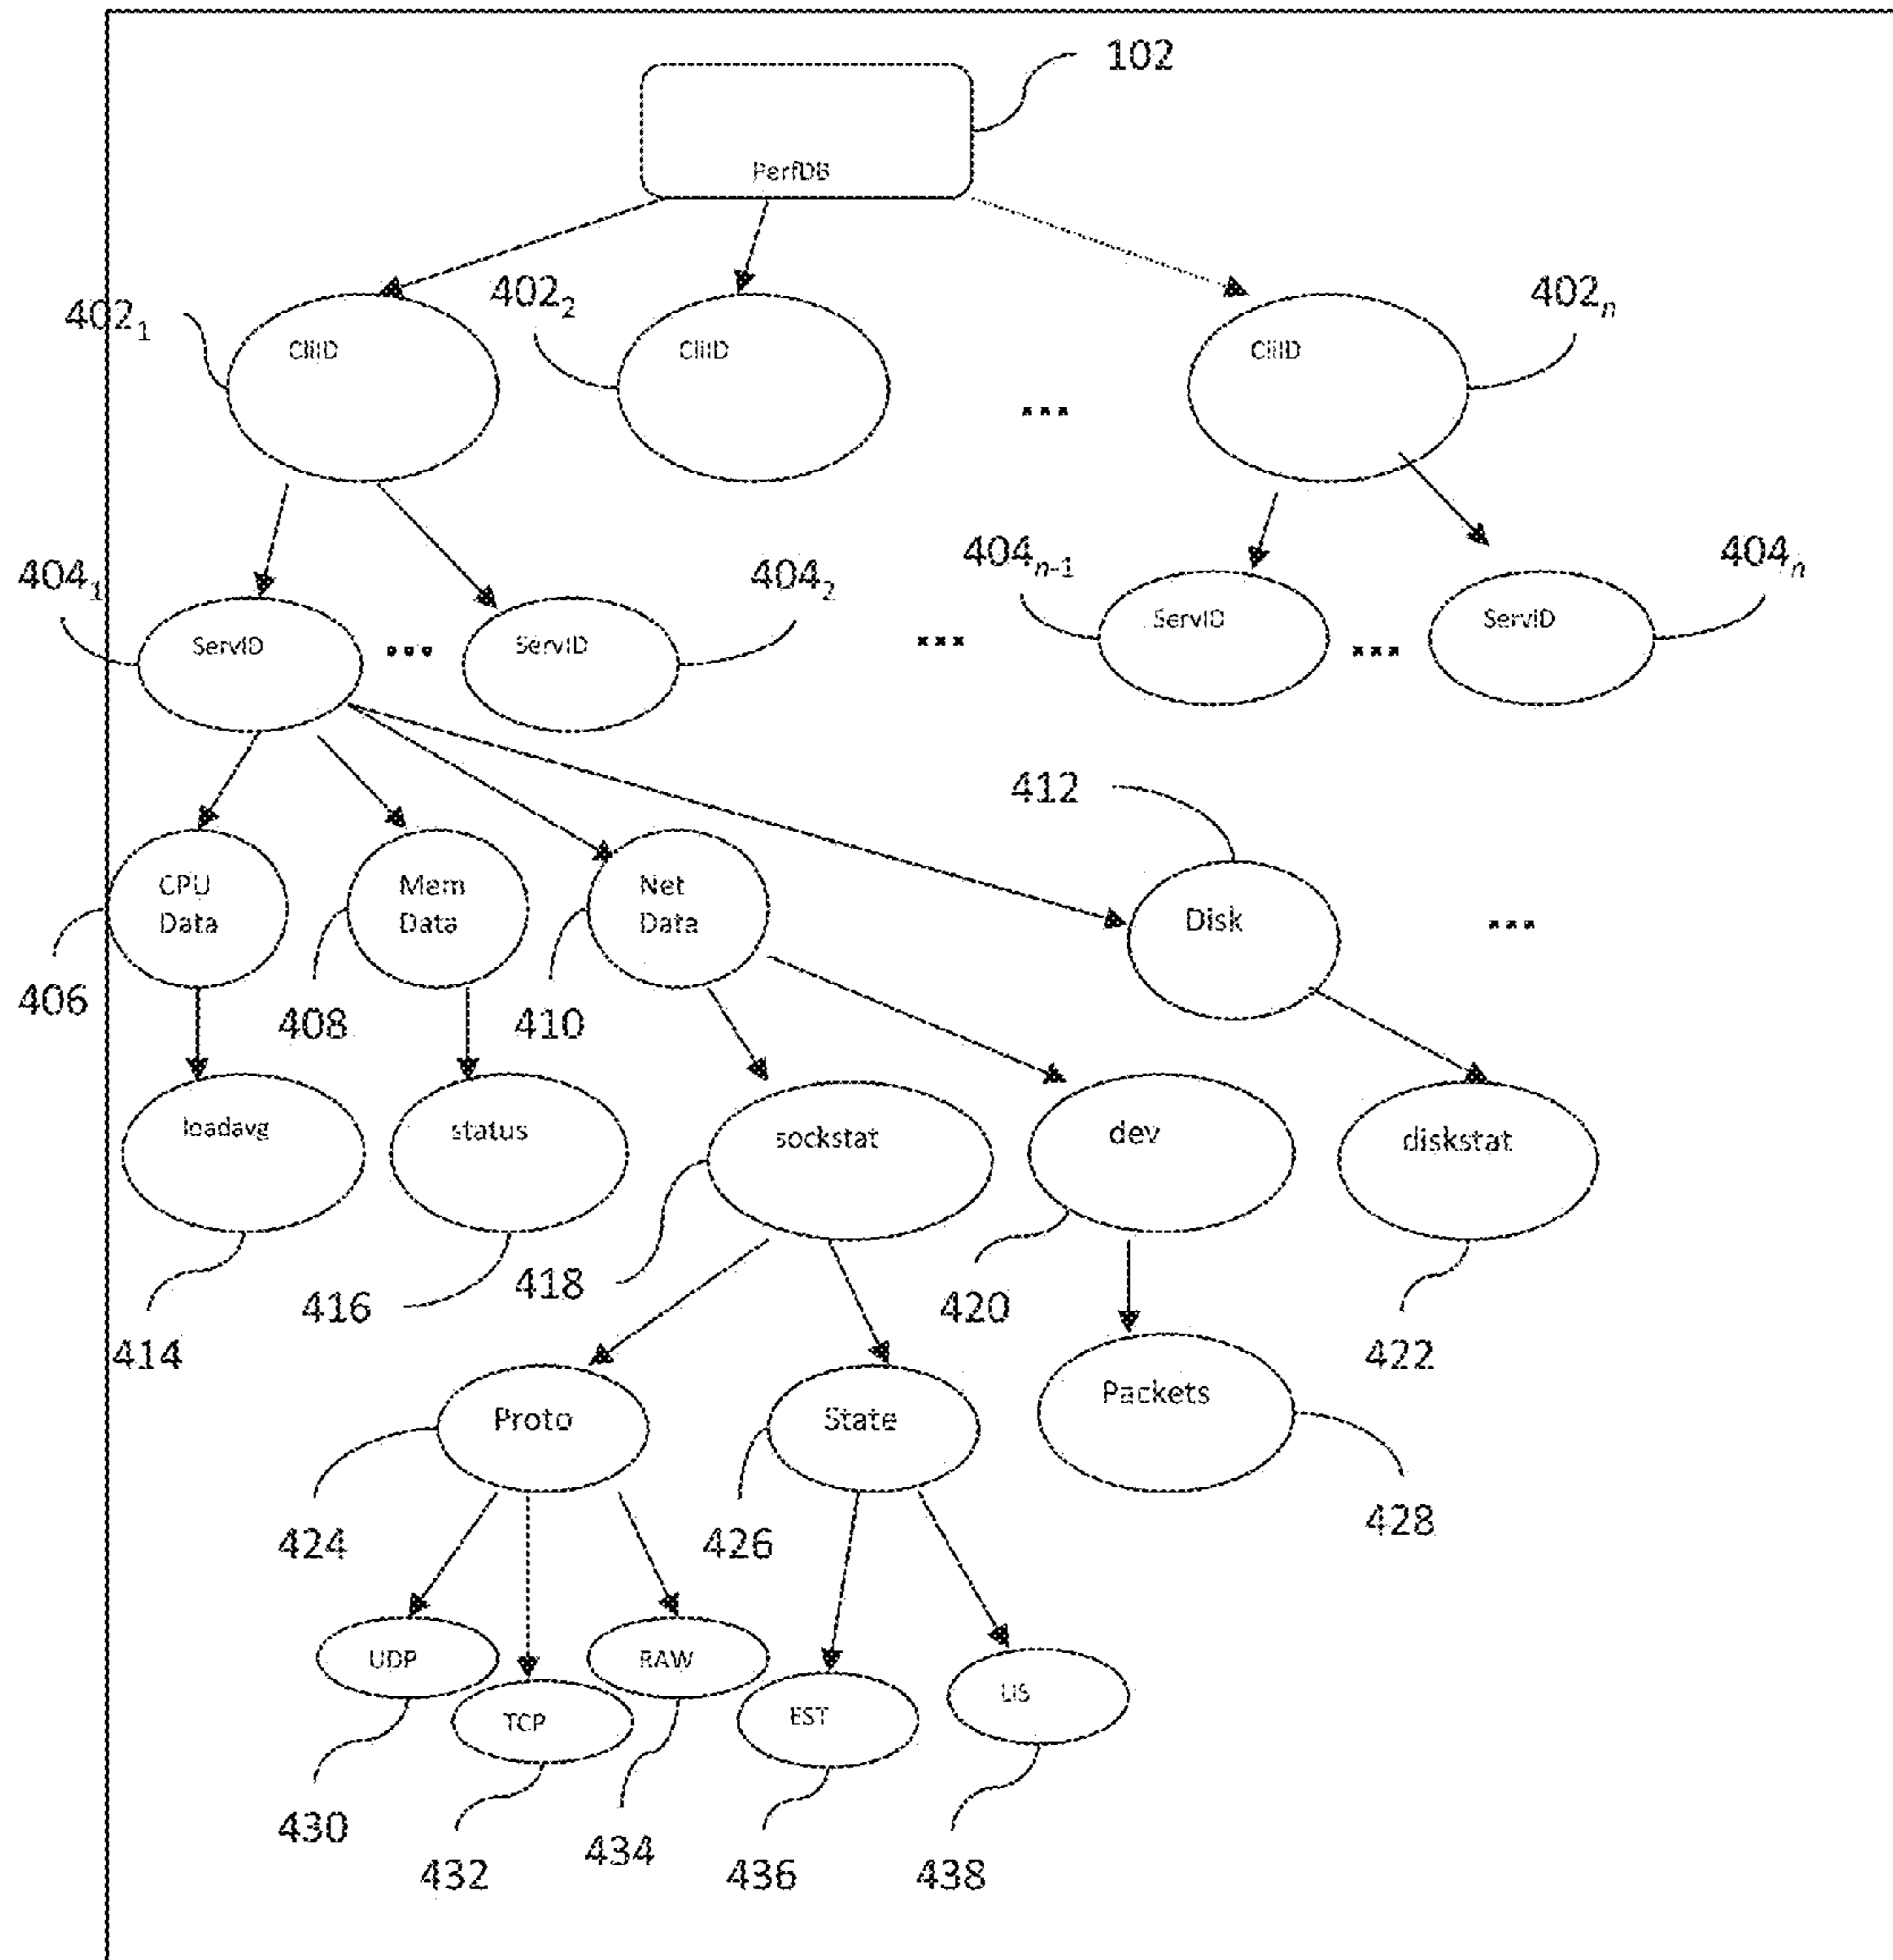 102
PerfDB
402₁
402₂
402ₙ
CliID
CliID
CliID
...
404₁
404₂
404ₙ₋₁
404ₙ
ServID
...
ServID
...
ServID
...
ServID
412
CPU
Data
Mem
Data
Net
Data
Disk
...
406
408
410
loadavg
status
sockstat
dev
diskstat
414
416
418
420
422
Proto
State
Packets
424
426
428
UDP
TCP
RAW
EST
LIS
430
432
434
436
438